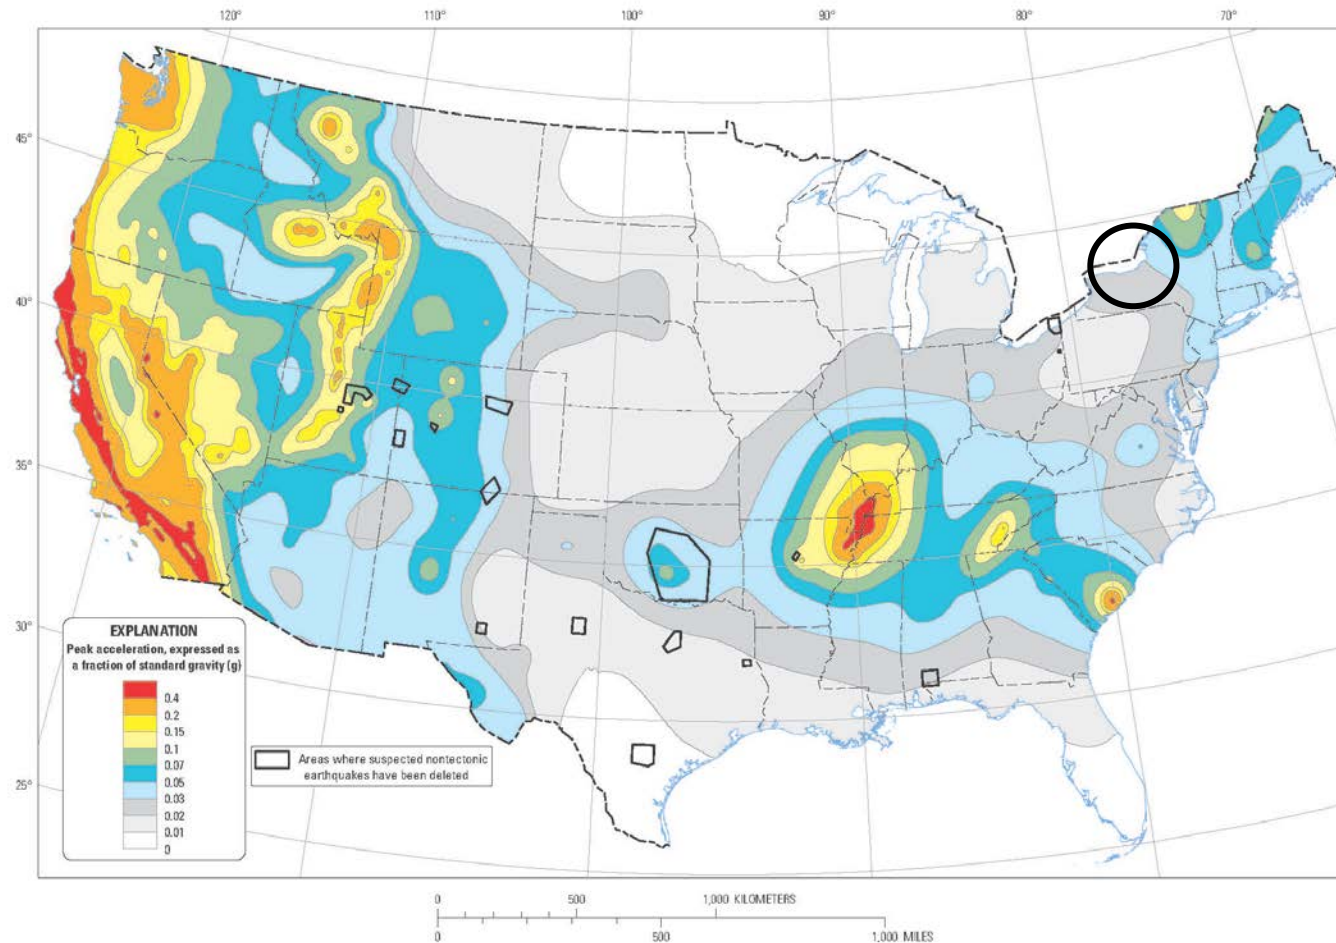 120° 110° 100° 90° 80° 70°
45°
40°
35°
30°
25°
EXPLANATION
Peak acceleration, expressed as
a fraction of standard gravity (g)
0.4
0.2
0.15
0.1
0.07
0.05
0.03
0.02
0.01
0
Areas where suspected nontectonic
earthquakes have been deleted
0 500 1,000 KILOMETERS
0 500 1,000 MILES